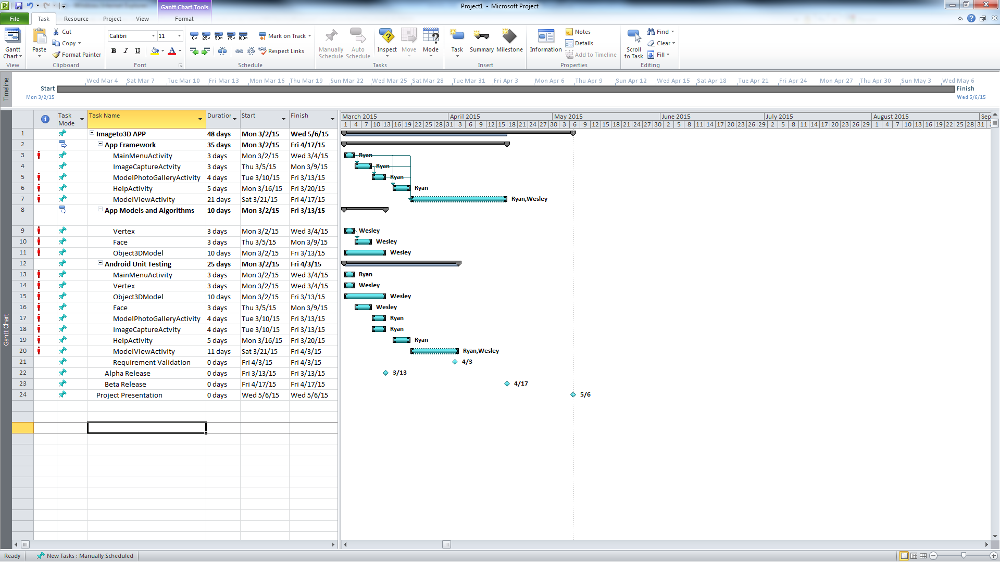 Gantt Chart Tools
Project1 - Microsoft Project
File Task Resource Project View Format
Gantt Chart
View
Paste
Cut
Copy
Format Painter
Clipboard
Calibri 11
B I U A
Font
0% 25% 50% 75% 100%
Mark on Track
Respect Links
Schedule
Manually Schedule
Auto Schedule
Inspect
Move
Mode
Tasks
Task
Summary
Milestone
Insert
Information
Notes
Details
Add to Timeline
Properties
Scroll to Task
Find
Clear
Fill
Editing
Timeline
Wed Mar 4 Sat Mar 7 Tue Mar 10 Fri Mar 13 Mon Mar 16 Thu Mar 19 Sun Mar 22 Wed Mar 25 Sat Mar 28 Tue Mar 31 Fri Apr 3 Mon Apr 6 Thu Apr 9 Sun Apr 12 Wed Apr 15 Sat Apr 18 Tue Apr 21 Fri Apr 24 Mon Apr 27 Thu Apr 30 Sun May 3 Wed May 6
Start
Mon 3/2/15
Finish
Wed 5/6/15
Gantt Chart
Task Mode Task Name Duration Start Finish
March 2015 April 2015 May 2015 June 2015 July 2015 August 2015 Sep
1 4 7 10 13 16 19 22 25 28 31 3 6 9 12 15 18 21 24 27 30 3 6 9 12 15 18 21 24 27 30 2 5 8 11 14 17 20 23 26 29 2 5 8 11 14 17 20 23 26 29 1 4 7 10 13 16 19 22 25 28 31
1 Imageto3D APP 48 days Mon 3/2/15 Wed 5/6/15
2 App Framework 35 days Mon 3/2/15 Fri 4/17/15
3 MainMenuActivity 3 days Mon 3/2/15 Wed 3/4/15 Ryan
4 ImageCaptureActvity 3 days Thu 3/5/15 Mon 3/9/15 Ryan
5 ModelPhotoGalleryActivity 4 days Tue 3/10/15 Fri 3/13/15 Ryan
6 HelpActivity 5 days Mon 3/16/15 Fri 3/20/15 Ryan
7 ModelViewActivity 21 days Sat 3/21/15 Fri 4/17/15 Ryan,Wesley
8 App Models and Algorithms 10 days Mon 3/2/15 Fri 3/13/15
9 Vertex 3 days Mon 3/2/15 Wed 3/4/15 Wesley
10 Face 3 days Thu 3/5/15 Mon 3/9/15 Wesley
11 Object3DModel 10 days Mon 3/2/15 Fri 3/13/15 Wesley
12 Android Unit Testing 25 days Mon 3/2/15 Fri 4/3/15
13 MainMenuActivity 3 days Mon 3/2/15 Wed 3/4/15 Ryan
14 Vertex 3 days Mon 3/2/15 Wed 3/4/15 Wesley
15 Object3DModel 10 days Mon 3/2/15 Fri 3/13/15 Wesley
16 Face 3 days Thu 3/5/15 Mon 3/9/15 Wesley
17 ModelPhotoGalleryActivity 4 days Tue 3/10/15 Fri 3/13/15 Ryan
18 ImageCaptureActvity 4 days Tue 3/10/15 Fri 3/13/15 Ryan
19 HelpActivity 5 days Mon 3/16/15 Fri 3/20/15 Ryan
20 ModelViewActivity 11 days Sat 3/21/15 Fri 4/3/15 Ryan,Wesley
21 Requirement Validation 0 days Fri 4/3/15 Fri 4/3/15 4/3
22 Alpha Release 0 days Fri 3/13/15 Fri 3/13/15 3/13
23 Beta Release 0 days Fri 4/17/15 Fri 4/17/15 4/17
24 Project Presentation 0 days Wed 5/6/15 Wed 5/6/15 5/6
Ready New Tasks : Manually Scheduled